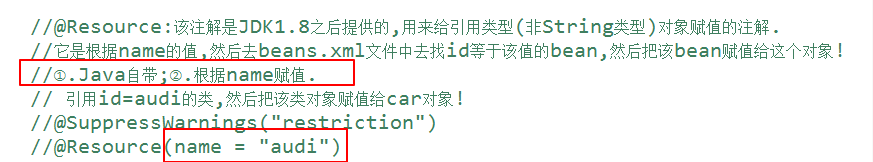 //@Resource:该注解是JDK1.8之后提供的,用来给引用类型(非String类型)对象赋值的注解.
//它是根据name的值,然后去beans.xml文件中去找id等于该值的bean,然后把该bean赋值给这个对象!
//①.Java自带;②.根据name赋值.
// 引用id=audi的类,然后把该类对象赋值给car对象!
//@SuppressWarnings("restriction")
//@Resource(name = "audi")